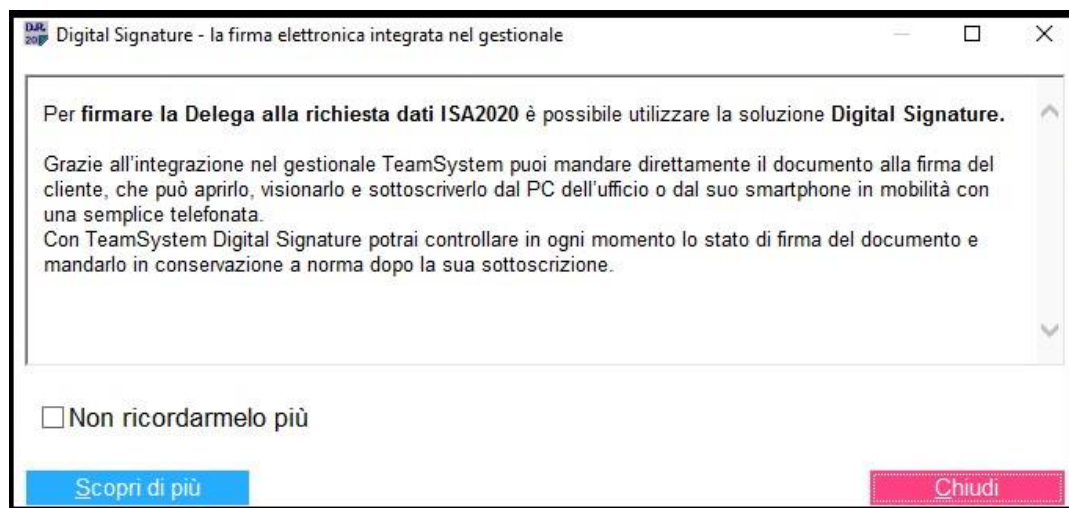 D.R.
20
Digital Signature - la firma elettronica integrata nel gestionale
Per firmare la Delega alla richiesta dati ISA2020 è possibile utilizzare la soluzione Digital Signature.
Grazie all'integrazione nel gestionale TeamSystem puoi mandare direttamente il documento alla firma del
cliente, che può aprirlo, visionarlo e sottoscriverlo dal PC dell'ufficio o dal suo smartphone in mobilità con
una semplice telefonata.
Con TeamSystem Digital Signature potrai controllare in ogni momento lo stato di firma del documento e
mandarlo in conservazione a norma dopo la sua sottoscrizione.
Non ricordarmelo più
Scopri di più
Chiudi